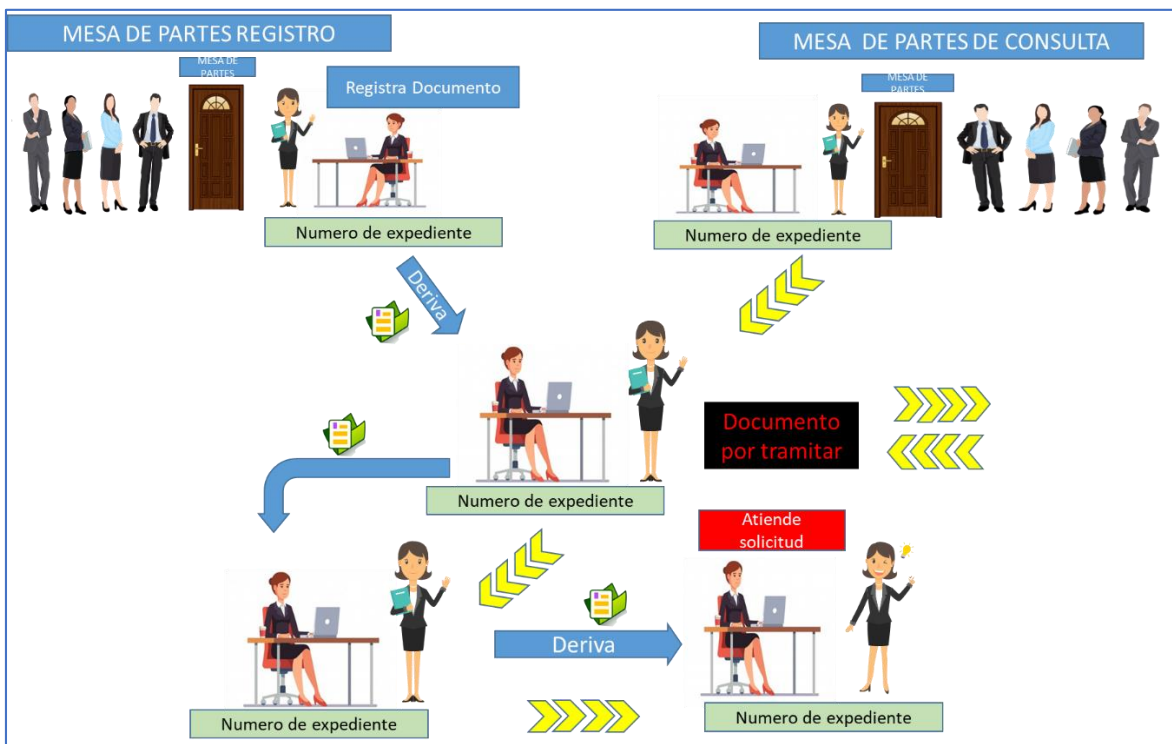 MESA DE PARTES REGISTRO
MESA DE PARTES DE CONSULTA
MESA DE
PARTES
Registra Documento
MESA DE
PARTES
Numero de expediente
Numero de expediente
Deriva
Documento
por tramitar
Numero de expediente
Atiende
solicitud
Deriva
Numero de expediente
Numero de expediente